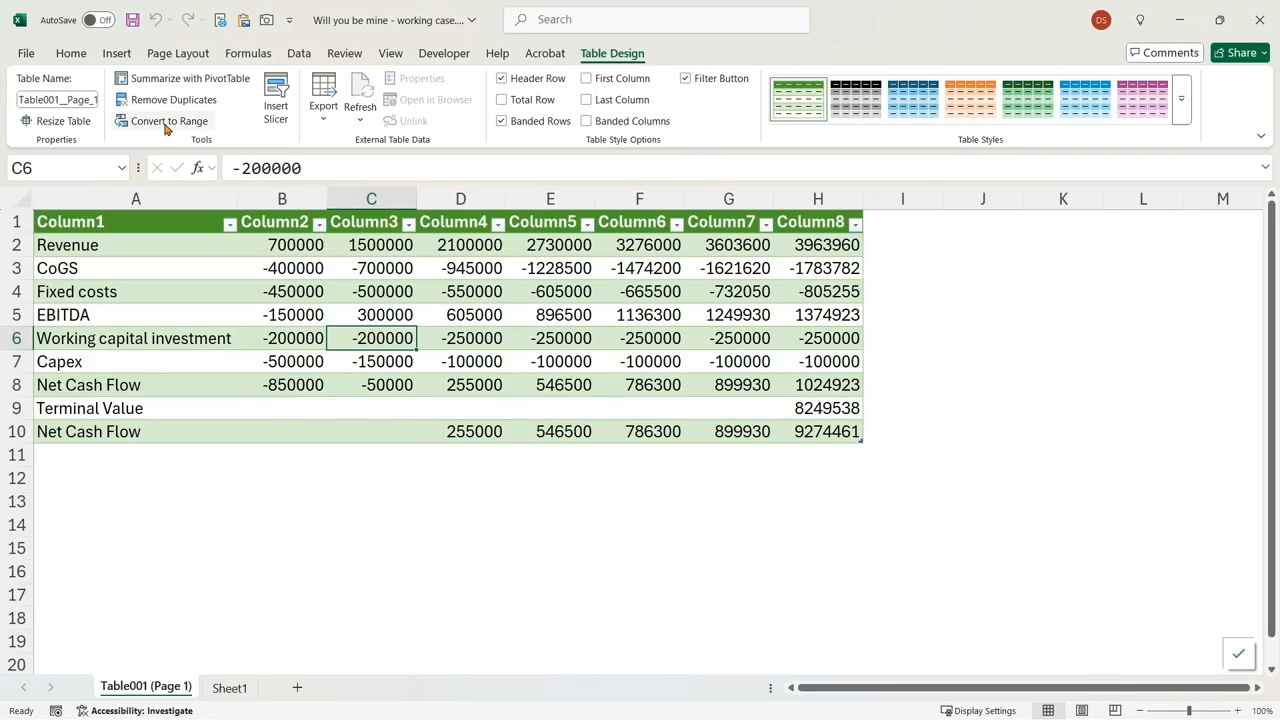 AutoSave Off Will you be mine - working case.... Search DS
File Home Insert Page Layout Formulas Data Review View Developer Help Acrobat Table Design Comments Share
Table Name: Summarize with PivotTable Properties Header Row First Column Filter Button
Table001__Page_1 Remove Duplicates Insert Slicer Export Refresh Open in Browser Total Row Last Column
Resize Table Convert to Range Unlink Banded Rows Banded Columns
Properties Tools External Table Data Table Style Options Table Styles
C6 fx -200000
A B C D E F G H I J K L M
1 Column1 Column2 Column3 Column4 Column5 Column6 Column7 Column8
2 Revenue 700000 1500000 2100000 2730000 3276000 3603600 3963960
3 CoGS -400000 -700000 -945000 -1228500 -1474200 -1621620 -1783782
4 Fixed costs -450000 -500000 -550000 -605000 -665500 -732050 -805255
5 EBITDA -150000 300000 605000 896500 1136300 1249930 1374923
6 Working capital investment -200000 -200000 -250000 -250000 -250000 -250000 -250000
7 Capex -500000 -150000 -100000 -100000 -100000 -100000 -100000
8 Net Cash Flow -850000 -50000 255000 546500 786300 899930 1024923
9 Terminal Value 8249538
10 Net Cash Flow 255000 546500 786300 899930 9274461
11
12
13
14
15
16
17
18
19
20
Table001 (Page 1) Sheet1
Ready Accessibility: Investigate Display Settings 100%